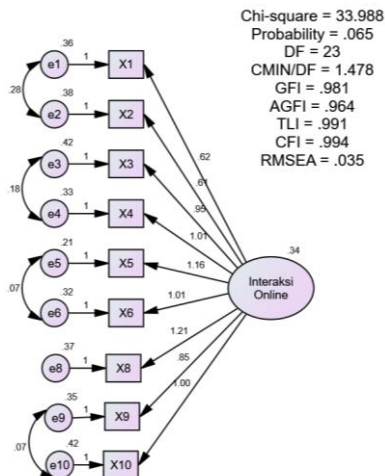 Chi-square = 33.988
Probability = .065
DF = 23
CMIN/DF = 1.478
GFI = .981
AGFI = .964
TLI = .991
CFI = .994
RMSEA = .035
.36
e1 1 X1
.28
.38
e2 1 X2
.42
e3 1 X3
.18
.33
e4 1 X4
.21
e5 1 X5
.07
.32
e6 1 X6
.37
e8 1 X8
.35
e9 1 X9
.07
.42
e10 1 X10
.62
.61
.95
1.01
1.16
1.01
1.21
.85
1.00
.34
Interaksi
Online